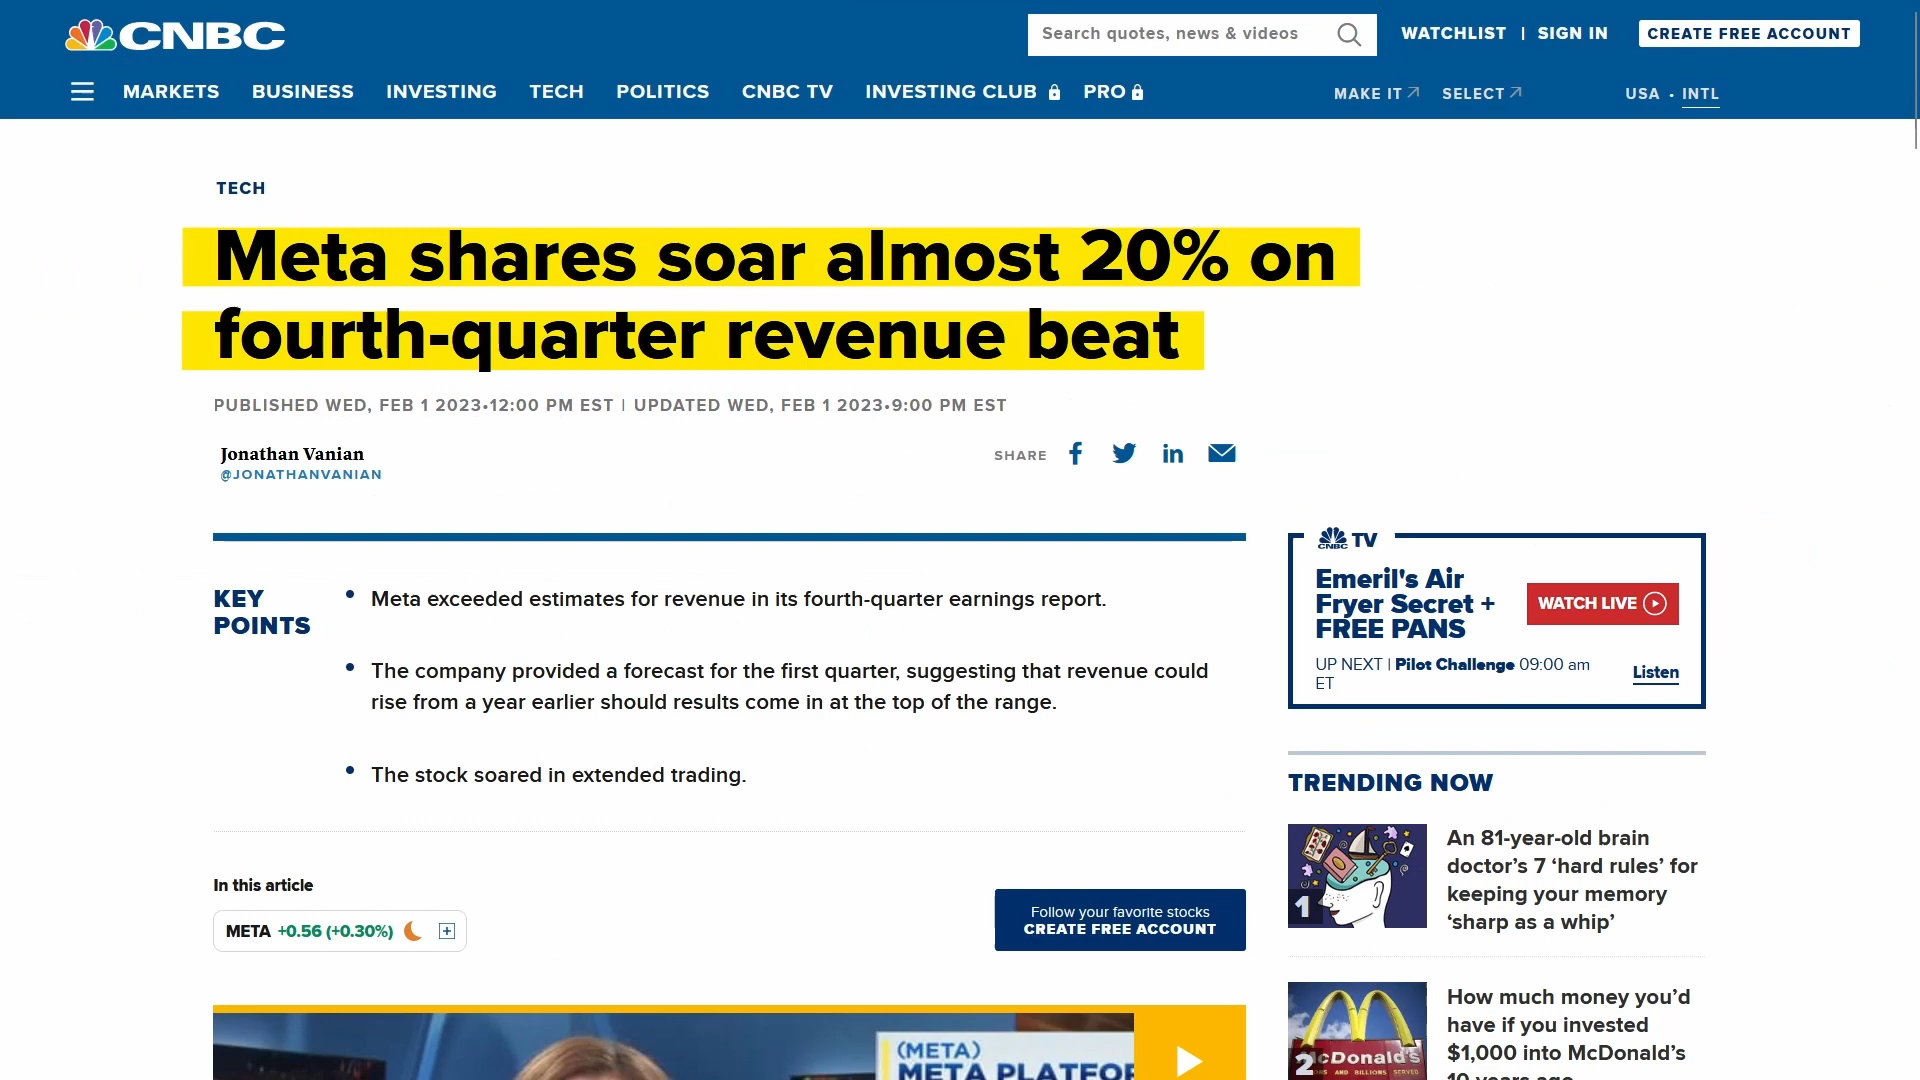 CNBC
Search quotes, news & videos
WATCHLIST | SIGN IN
CREATE FREE ACCOUNT
MARKETS BUSINESS INVESTING TECH POLITICS CNBC TV INVESTING CLUB PRO
MAKE IT SELECT
USA • INTL
TECH
Meta shares soar almost 20% on
fourth-quarter revenue beat
PUBLISHED WED, FEB 1 2023•12:00 PM EST | UPDATED WED, FEB 1 2023•9:00 PM EST
Jonathan Vanian
@JONATHANVANIAN
SHARE
KEY
POINTS
• Meta exceeded estimates for revenue in its fourth-quarter earnings report.
• The company provided a forecast for the first quarter, suggesting that revenue could
rise from a year earlier should results come in at the top of the range.
• The stock soared in extended trading.
In this article
META +0.56 (+0.30%)
Follow your favorite stocks
CREATE FREE ACCOUNT
(META)
META PLATFOR
CNBC TV
Emeril's Air
Fryer Secret +
FREE PANS
WATCH LIVE
UP NEXT | Pilot Challenge 09:00 am
ET
Listen
TRENDING NOW
1
An 81-year-old brain
doctor’s 7 ‘hard rules’ for
keeping your memory
‘sharp as a whip’
2
McDonald's
AND BILLIONS SERVED
How much money you’d
have if you invested
$1,000 into McDonald’s
10 years ago